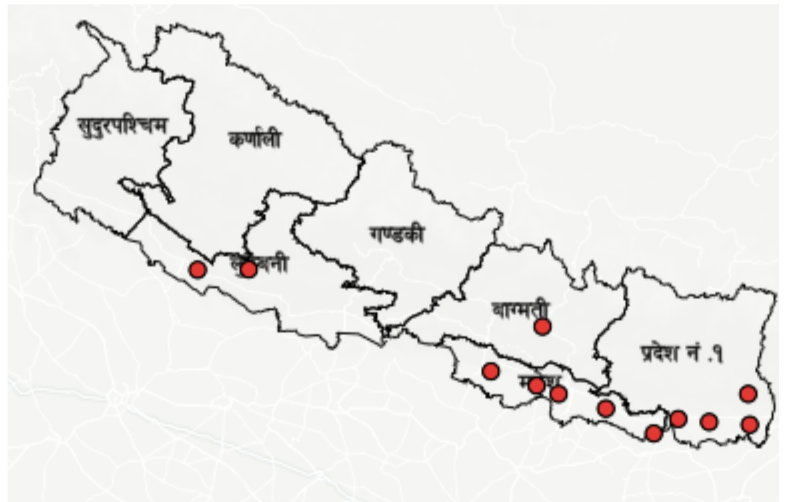 सुदुरपश्चिम
कर्णाली
गण्डकी
बाग्मती
प्रदेश नं .१